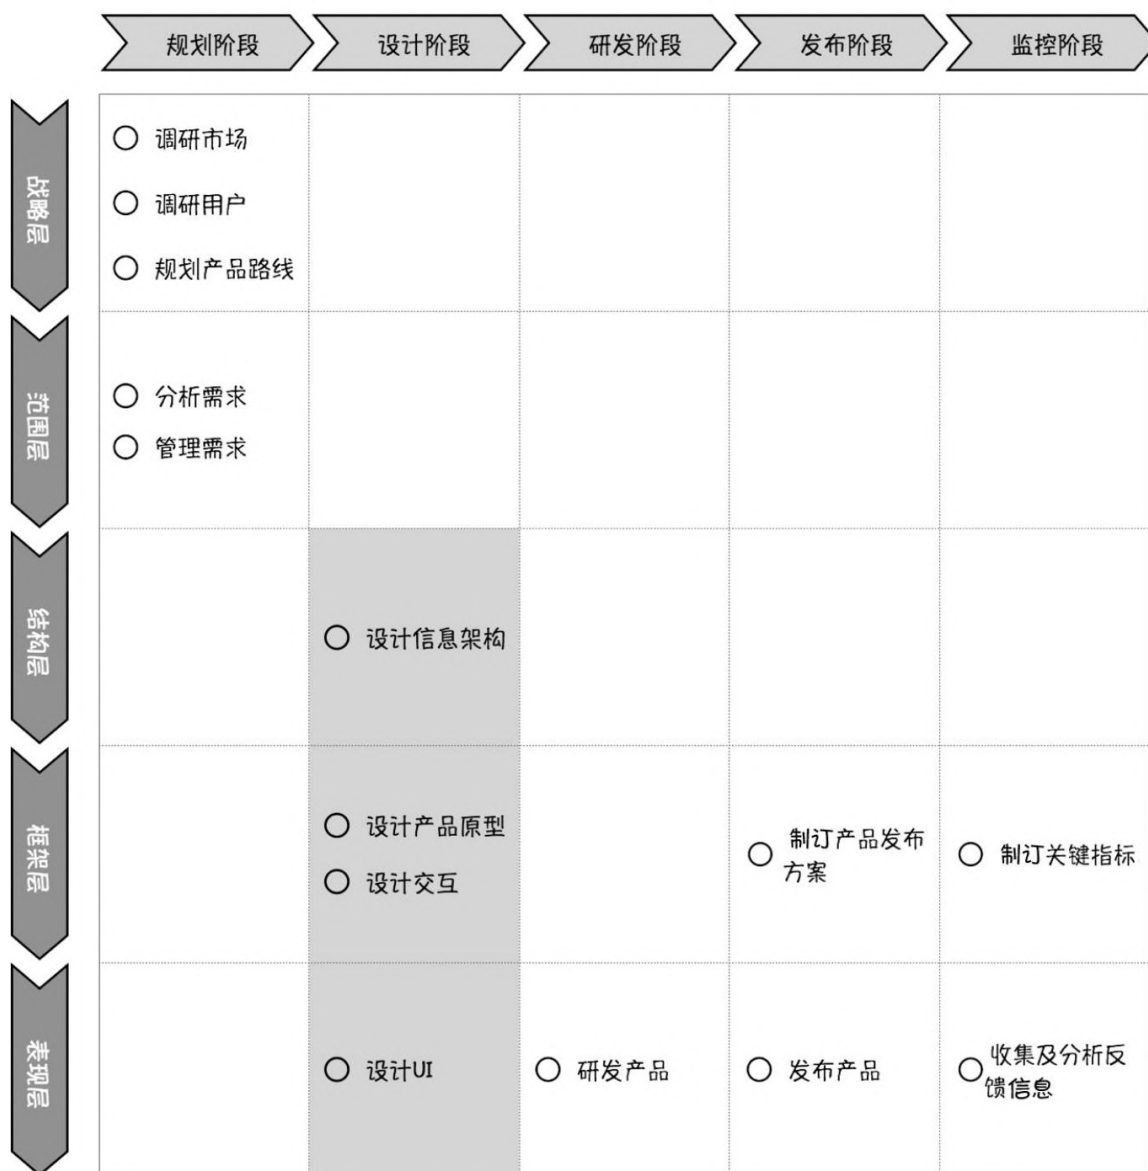 规划阶段
设计阶段
研发阶段
发布阶段
监控阶段
战略层
调研市场
调研用户
规划产品路线
范围层
分析需求
管理需求
结构层
设计信息架构
框架层
设计产品原型
设计交互
制订产品发布
方案
制订关键指标
表现层
设计UI
研发产品
发布产品
收集及分析反
馈信息